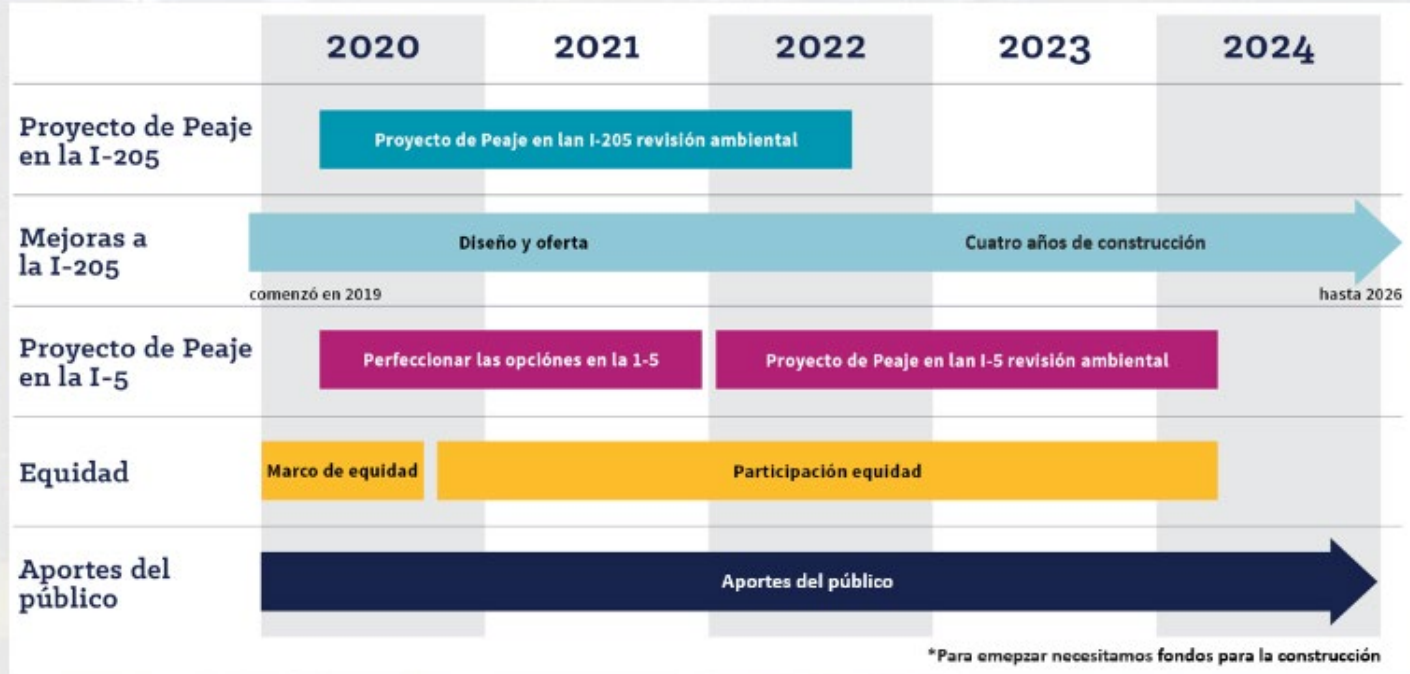 2020 2021 2022 2023 2024
Proyecto de Peaje
en la I-205
Proyecto de Peaje en lan I-205 revisión ambiental
Mejoras a
la I-205
Diseño y oferta
Cuatro años de construcción
comenzó en 2019
hasta 2026
Proyecto de Peaje
en la I-5
Perfeccionar las opciónes en la 1-5
Proyecto de Peaje en lan I-5 revisión ambiental
Equidad
Marco de equidad
Participación equidad
Aportes del
público
Aportes del público
*Para emepzar necesitamos fondos para la construcción